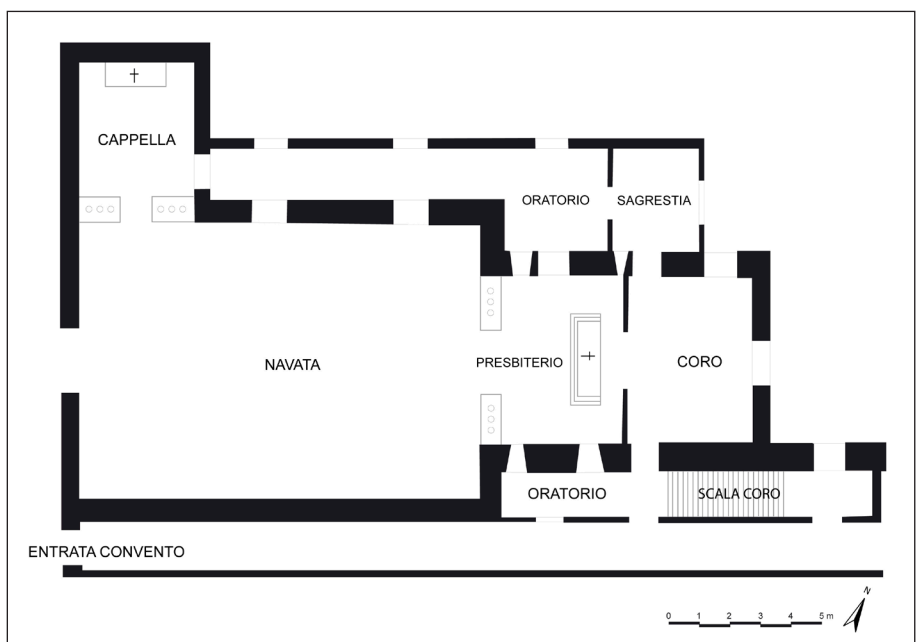 CAPPELLA
ORATORIO
SAGRESTIA
NAVATA
PRESBITERIO
CORO
ORATORIO
SCALA CORO
ENTRATA CONVENTO
N
0 1 2 3 4 5 m